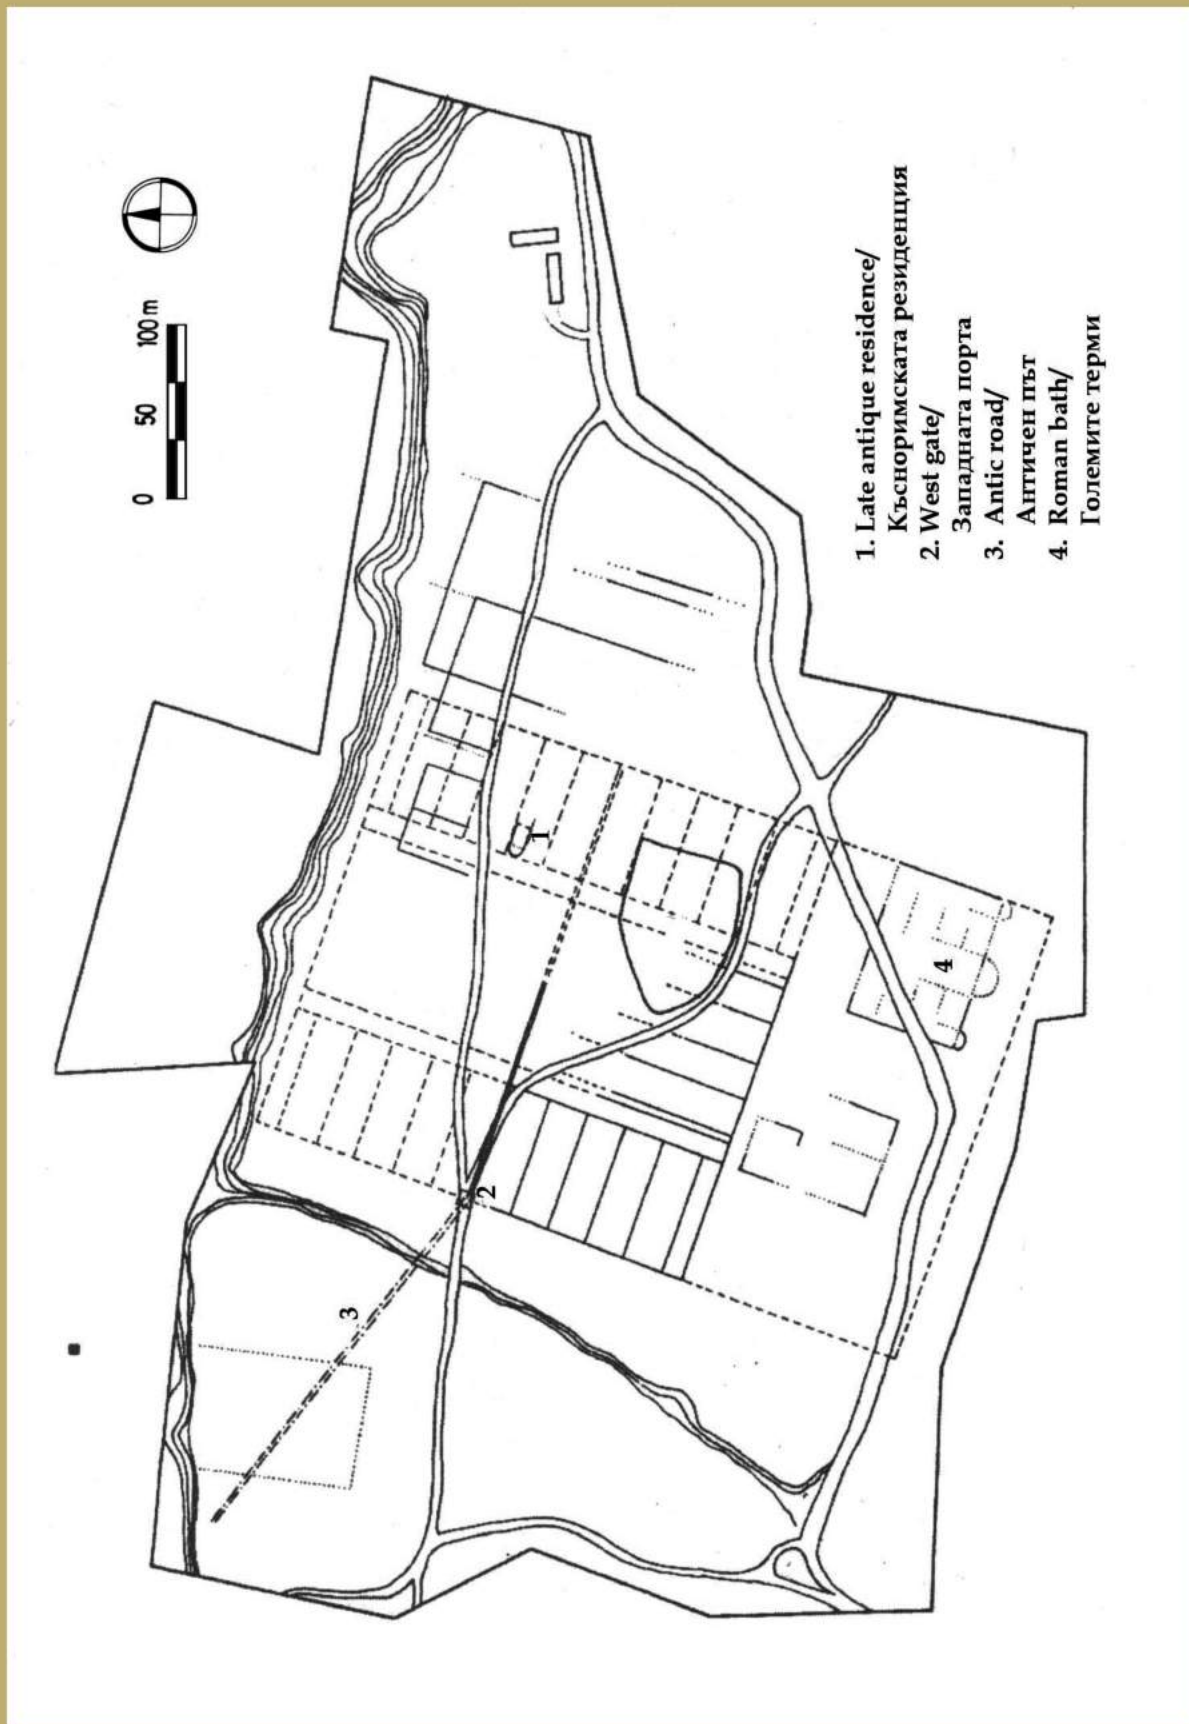 0 50 100 m
1
2
3
4
1. Late antique residence/
Късноримската резиденция
2. West gate/
Западната порта
3. Antic road/
Античен път
4. Roman bath/
Големите терми